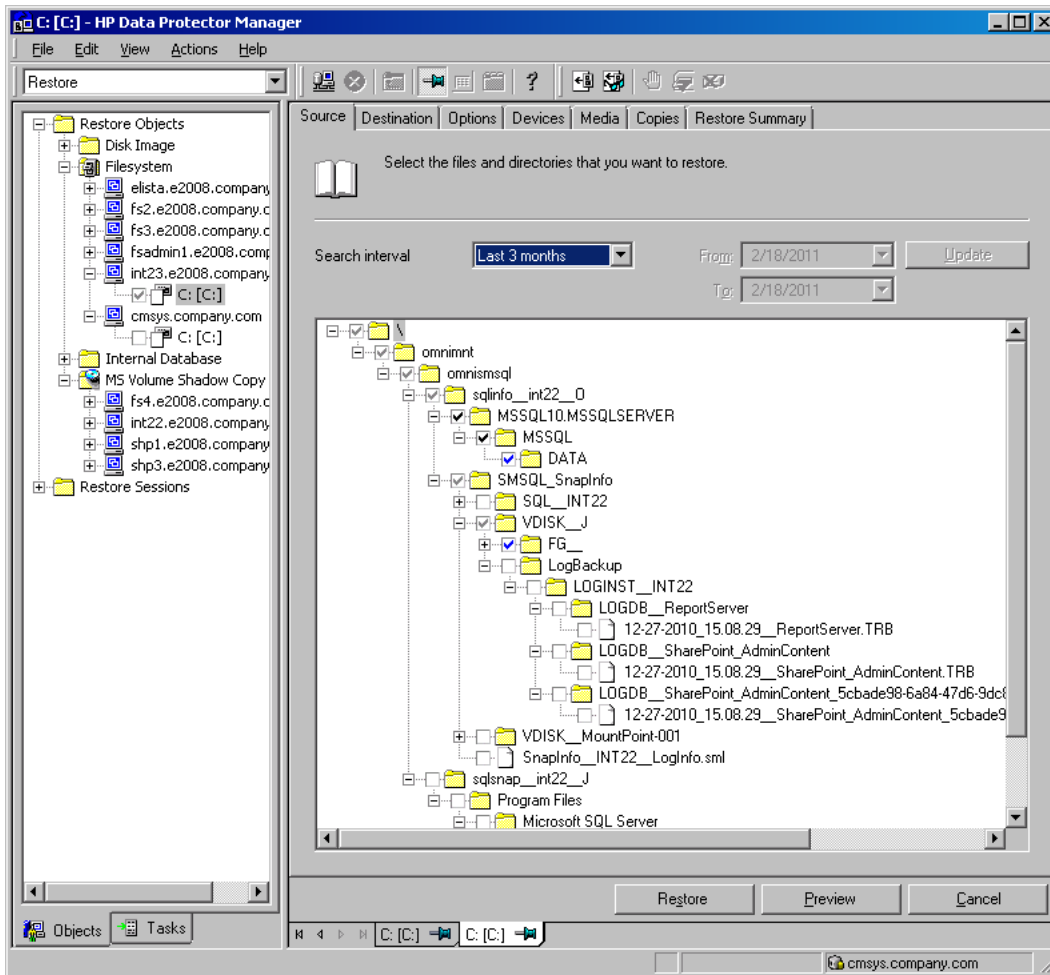 C: [C:] - HP Data Protector Manager
File Edit View Actions Help
Restore
Restore Objects
Disk Image
Filesystem
elista.e2008.company
fs2.e2008.company.c
fs3.e2008.company.c
fsadmin1.e2008.comp
int23.e2008.company
C: [C:]
cmsys.company.com
C: [C:]
Internal Database
MS Volume Shadow Copy
fs4.e2008.company.c
int22.e2008.company
shp1.e2008.company
shp3.e2008.company
Restore Sessions
Objects Tasks
Source Destination Options Devices Media Copies Restore Summary
Select the files and directories that you want to restore.
Search interval Last 3 months From: 2/18/2011 Update
To: 2/18/2011
\
omnimnt
omnismsql
sqlinfo__int22__O
MSSQL10.MSSQLSERVER
MSSQL
DATA
SMSQL_SnapInfo
SQL__INT22
VDISK__J
FG__
LogBackup
LOGINST__INT22
LOGDB__ReportServer
12-27-2010_15.08.29__ReportServer.TRB
LOGDB__SharePoint_AdminContent
12-27-2010_15.08.29__SharePoint_AdminContent.TRB
LOGDB__SharePoint_AdminContent_5cbade98-6a84-47d6-9dc8
12-27-2010_15.08.29__SharePoint_AdminContent_5cbade9
VDISK__MountPoint-001
SnapInfo__INT22__LogInfo.sml
sqlsnap__int22__J
Program Files
Microsoft SQL Server
Restore Preview Cancel
C: [C:] C: [C:]
cmsys.company.com